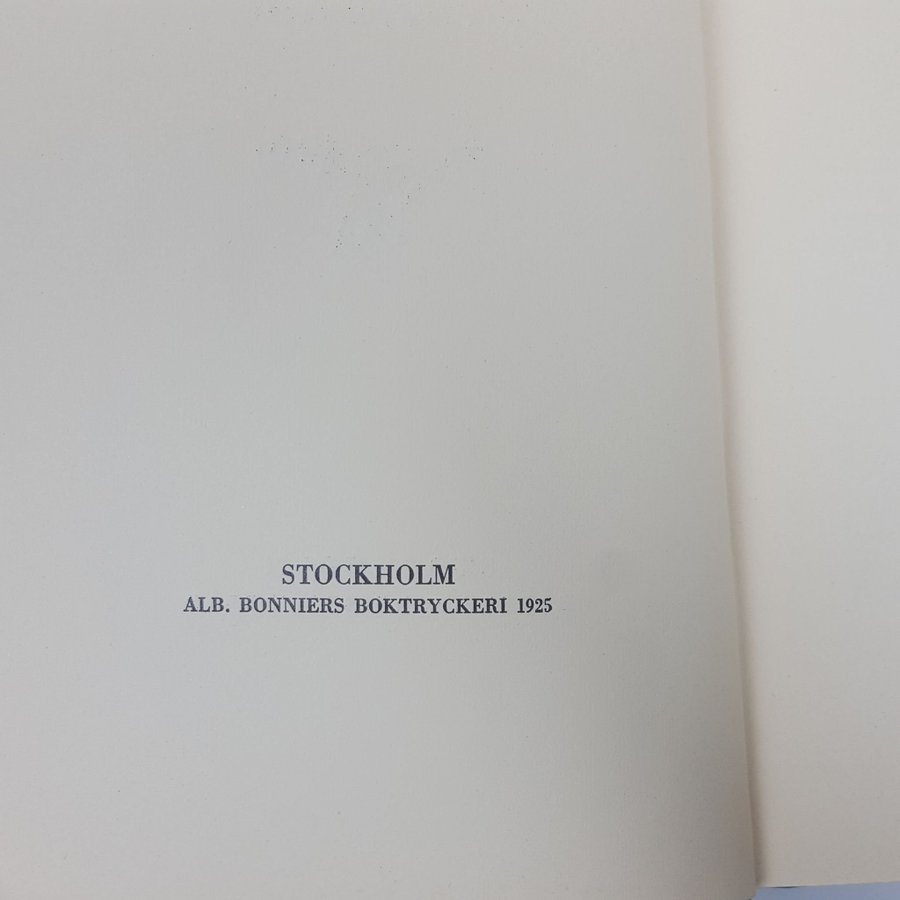 STOCKHOLM
ALB. BONNIERS BOKTRYCKERI 1925